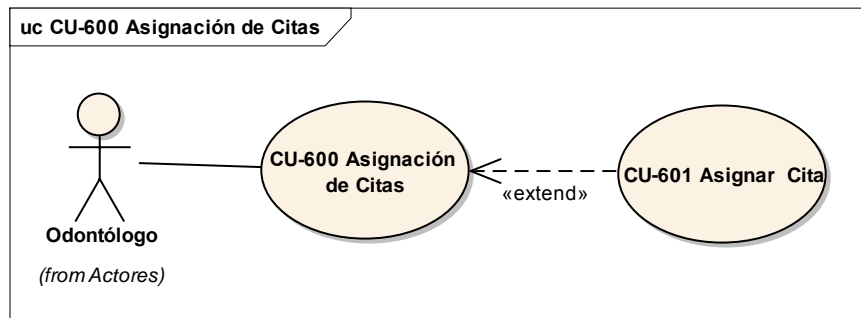 uc CU-600 Asignación de Citas
CU-600 Asignación
de Citas
CU-601 Asignar Cita
«extend»
Odontólogo
(from Actores)